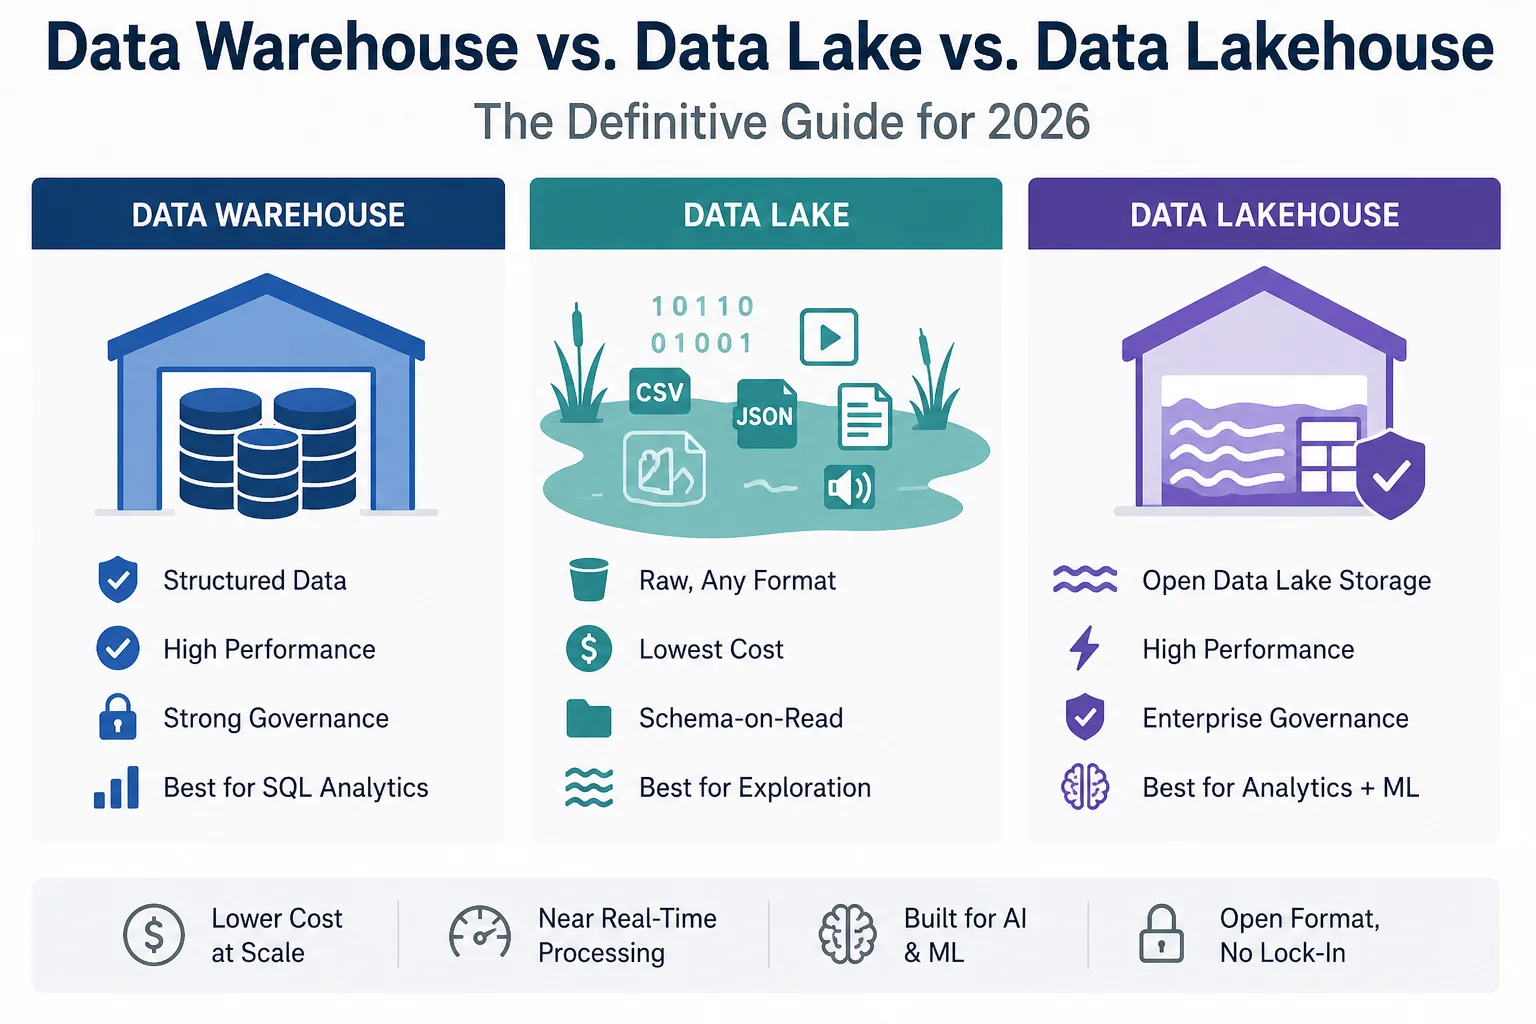 Data Warehouse vs. Data Lake vs. Data Lakehouse
The Definitive Guide for 2026
DATA WAREHOUSE
Structured Data
High Performance
Strong Governance
Best for SQL Analytics
DATA LAKE
10110
01001
CSV
JSON
Raw, Any Format
$
Lowest Cost
Schema-on-Read
Best for Exploration
DATA LAKEHOUSE
Open Data Lake Storage
High Performance
Enterprise Governance
Best for Analytics + ML
$
Lower Cost
at Scale
Near Real-Time
Processing
Built for AI
& ML
Open Format,
No Lock-In